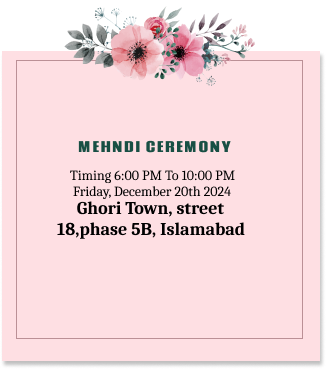 MEHNDI CEREMONY
Timing 6:00 PM To 10:00 PM
Friday, December 20th 2024
Ghori Town, street
18,phase 5B, Islamabad